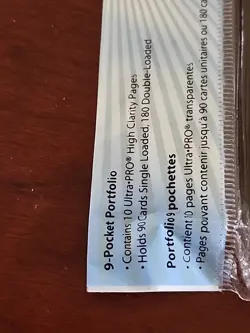 9-Pocket Portfolio
• Contains 10 Ultra•PRO® High Clarity Pages
• Holds 90 Cards Single Loaded, 180 Double-Loaded
Portfolio 9 pochettes
• Contient 10 pages Ultra•PRO® transparentes
• Pages pouvant contenir jusqu'à 90 cartes unitaires ou 180